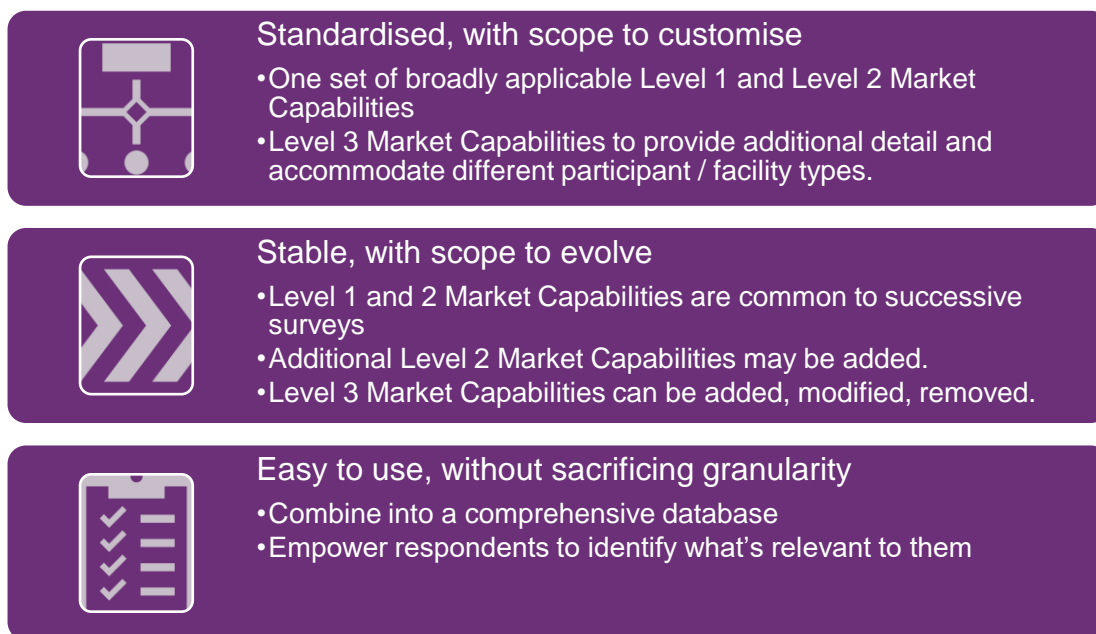 Standardised, with scope to customise
•One set of broadly applicable Level 1 and Level 2 Market
Capabilities
•Level 3 Market Capabilities to provide additional detail and
accommodate different participant / facility types.
Stable, with scope to evolve
•Level 1 and 2 Market Capabilities are common to successive
surveys
•Additional Level 2 Market Capabilities may be added.
•Level 3 Market Capabilities can be added, modified, removed.
Easy to use, without sacrificing granularity
•Combine into a comprehensive database
•Empower respondents to identify what's relevant to them